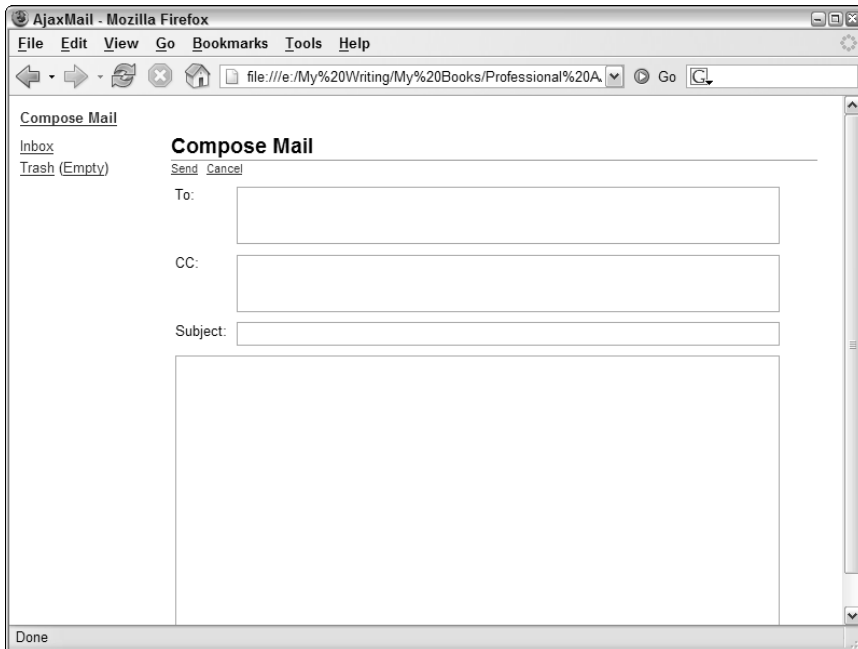 AjaxMail - Mozilla Firefox
File Edit View Go Bookmarks Tools Help
file:///e:/My%20Writing/My%20Books/Professional%20A Go G
Compose Mail
Inbox
Trash (Empty)
Compose Mail
Send Cancel
To:
CC:
Subject:
Done